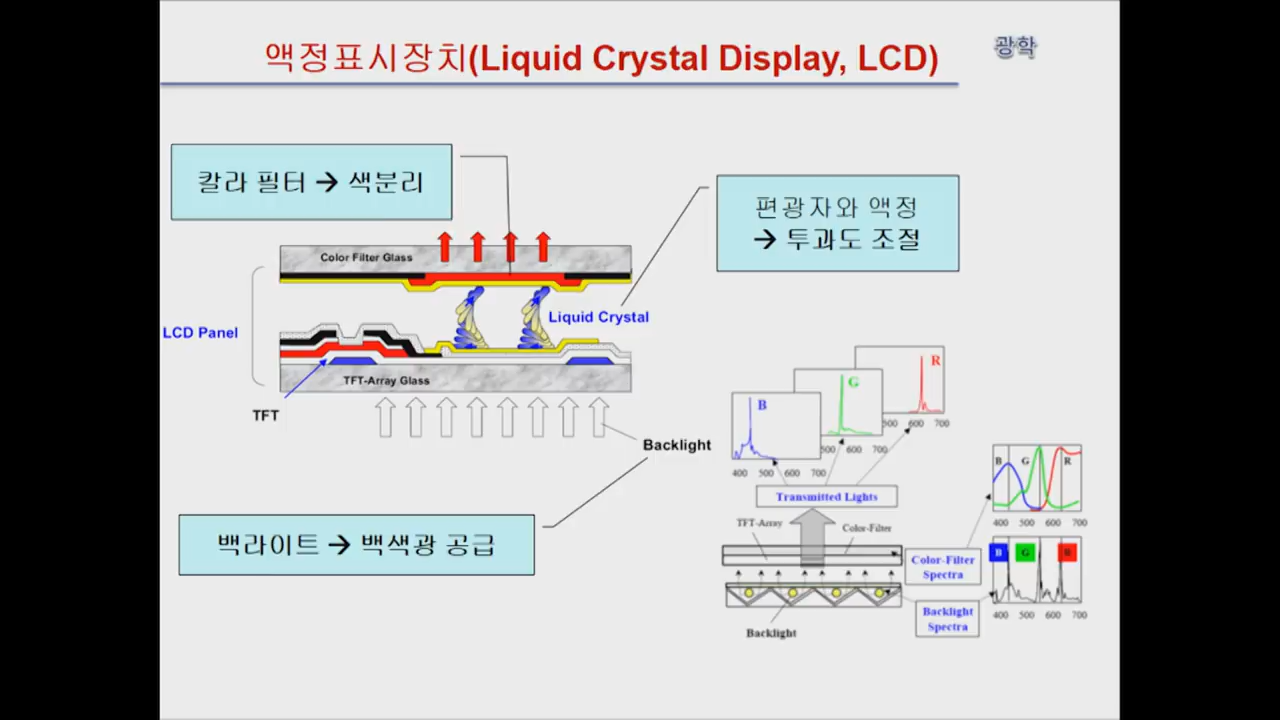 액정표시장치(Liquid Crystal Display, LCD)
광학
칼라 필터 → 색분리
편광자와 액정
→ 투과도 조절
Color Filter Glass
Liquid Crystal
LCD Panel
TFT-Array Glass
TFT
Backlight
백라이트 → 백색광 공급
R
G
B
500 600 700
500 600 700
400 500 600 700
Transmitted Lights
TFT-Array
Color-Filter
B G R
400 500 600 700
Color-Filter
Spectra
B G R
400 500 600 700
Backlight
Spectra
Backlight